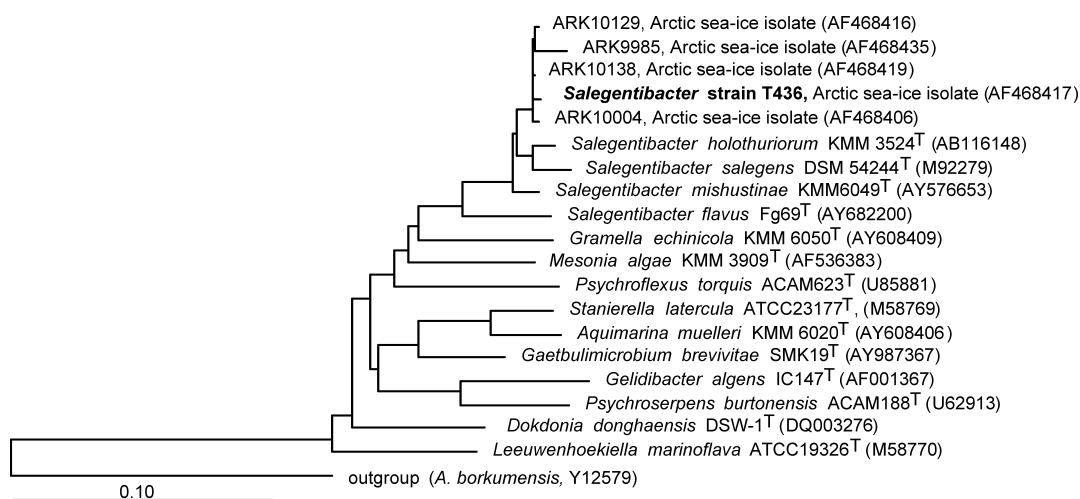 ARK10129, Arctic sea-ice isolate (AF468416)
ARK9985, Arctic sea-ice isolate (AF468435)
ARK10138, Arctic sea-ice isolate (AF468419)
Salegentibacter strain T436, Arctic sea-ice isolate (AF468417)
ARK10004, Arctic sea-ice isolate (AF468406)
Salegentibacter holothuriorum KMM 3524T (AB116148)
Salegentibacter salegens DSM 54244T (M92279)
Salegentibacter mishustinae KMM6049T (AY576653)
Salegentibacter flavus Fg69T (AY682200)
Gramella echinicola KMM 6050T (AY608409)
Mesonia algae KMM 3909T (AF536383)
Psychroflexus torquis ACAM623T (U85881)
Stanierella latercula ATCC23177T, (M58769)
Aquimarina muelleri KMM 6020T (AY608406)
Gaetbulimicrobium brevivitae SMK19T (AY987367)
Gelidibacter algens IC147T (AF001367)
Psychroserpens burtonensis ACAM188T (U62913)
Dokdonia donghaensis DSW-1T (DQ003276)
Leeuwenhoekiella marinoflava ATCC19326T (M58770)
outgroup (A. borkumensis, Y12579)
0.10